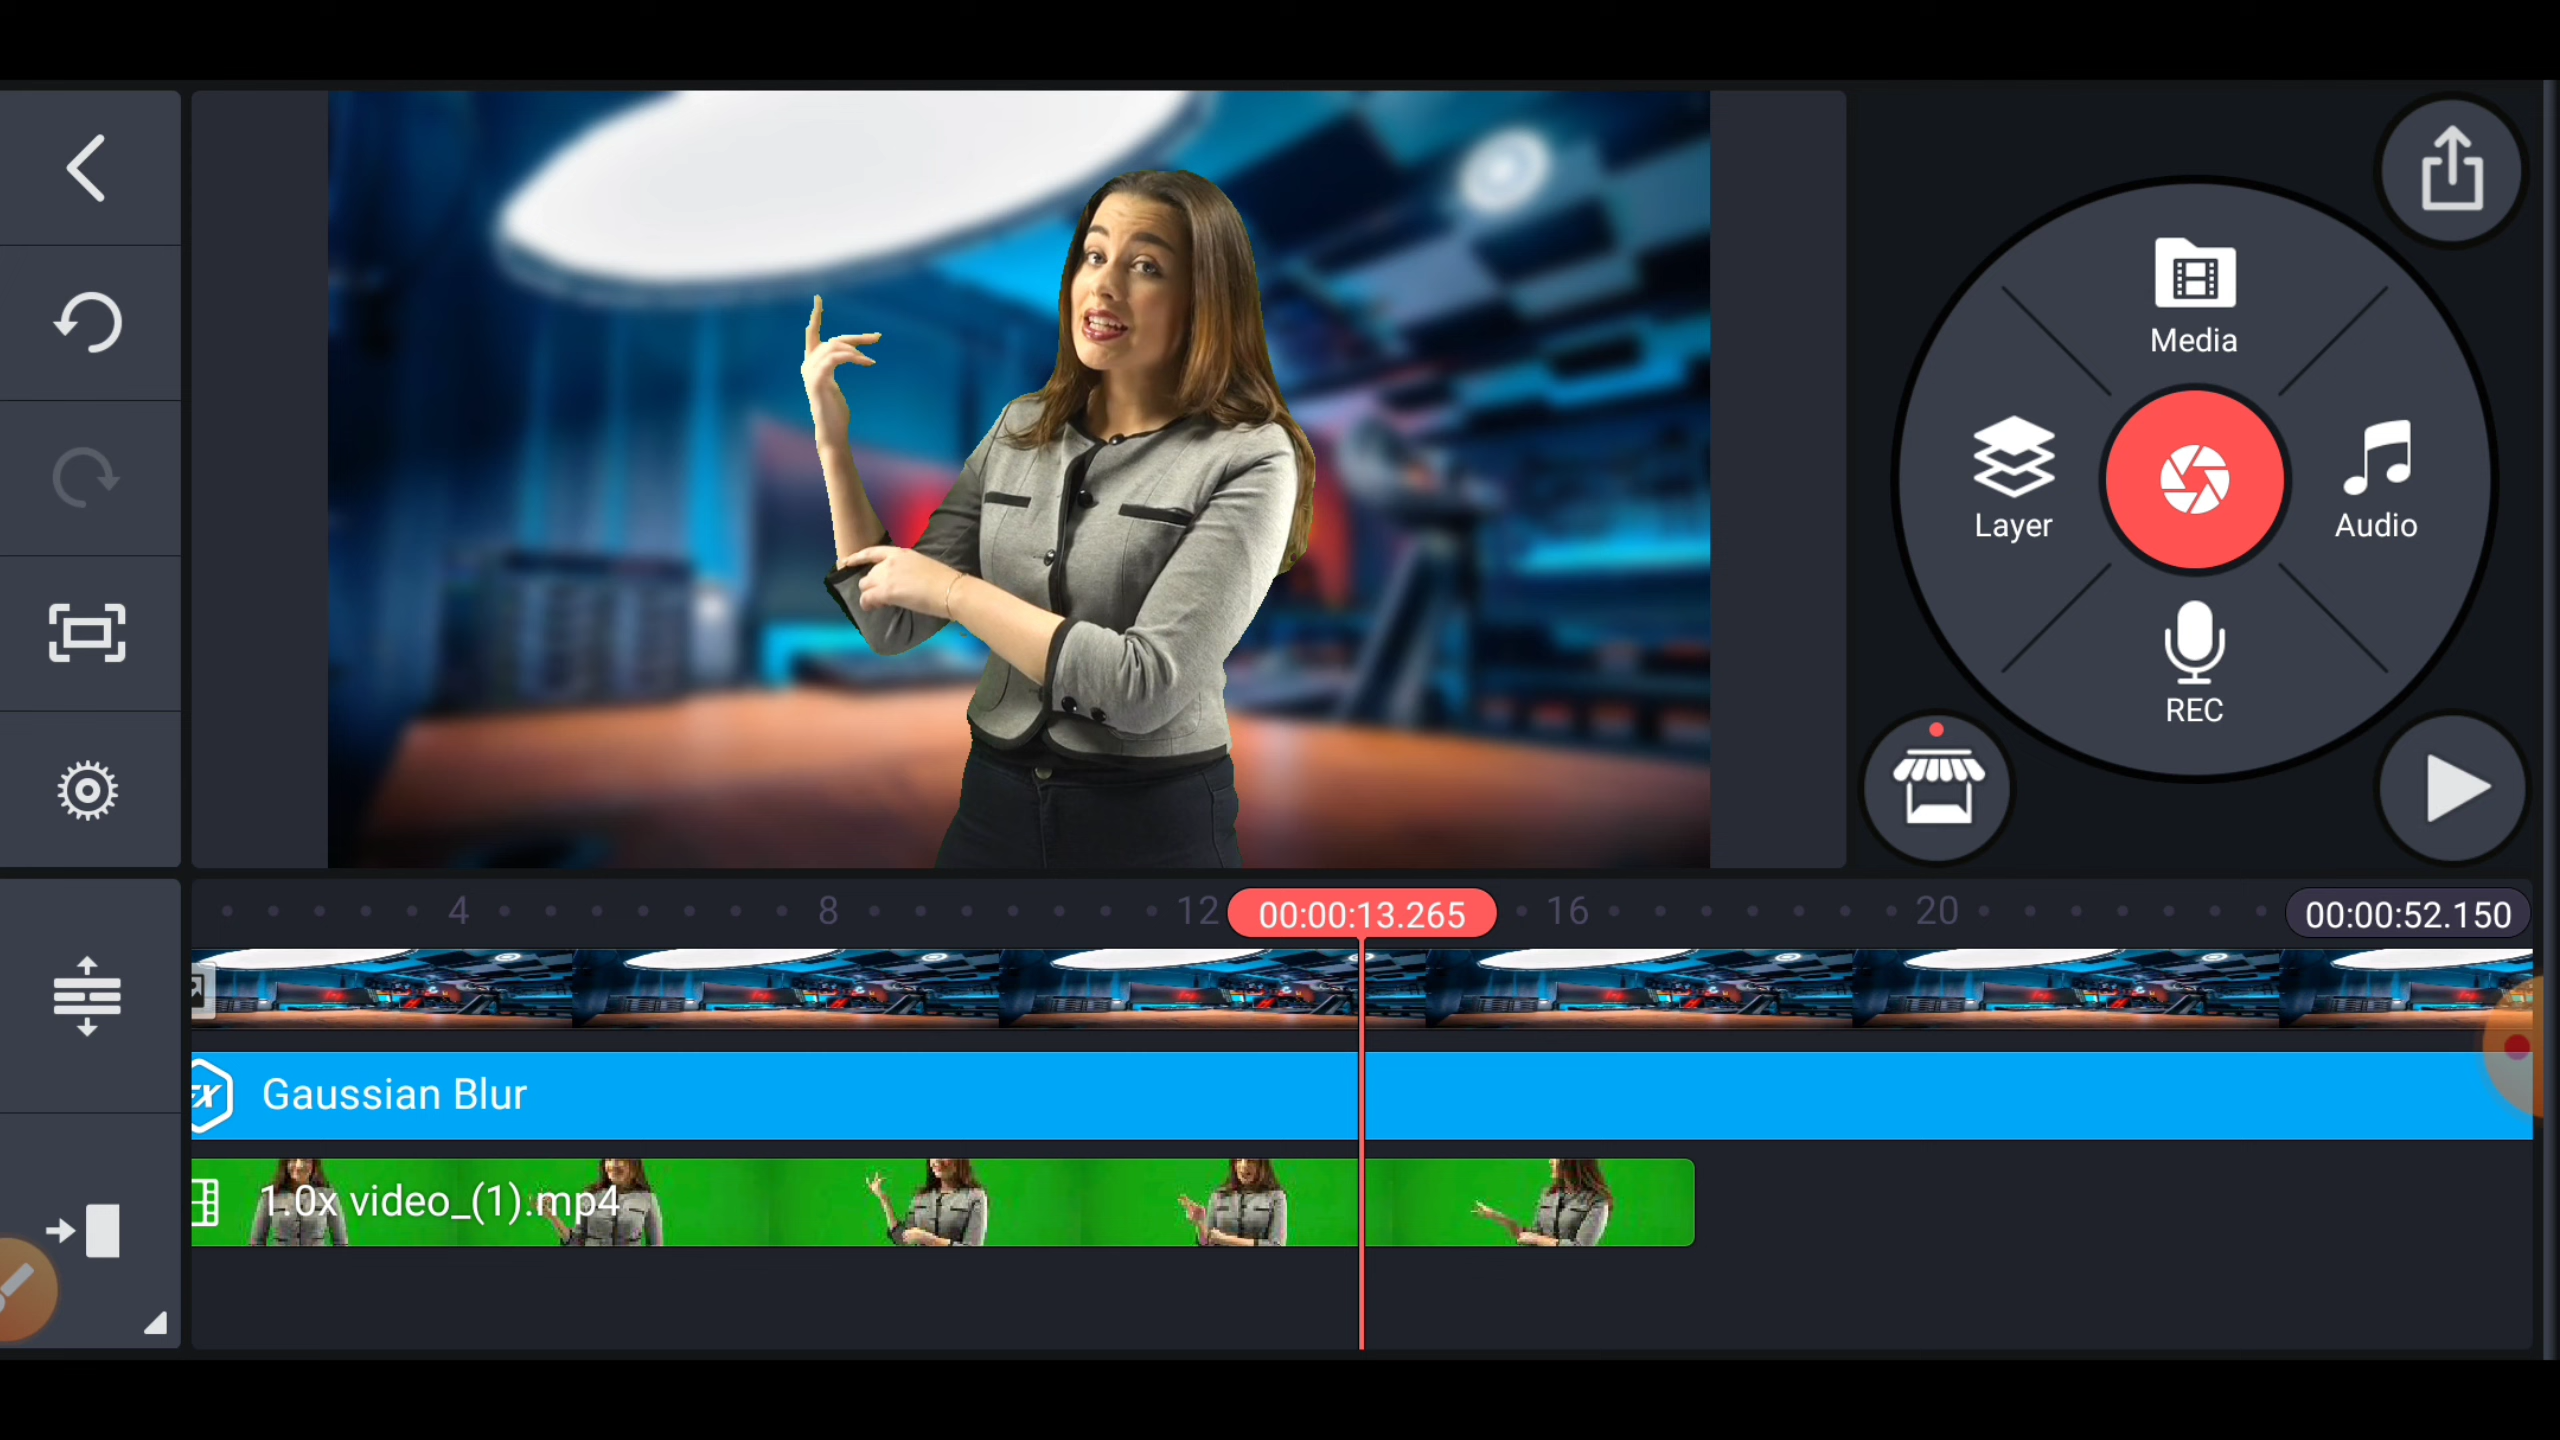 Media
Layer
Audio
REC
4 8 12 00:00:13.265 16 20 00:00:52.150
Gaussian Blur
1.0x video_(1).mp4